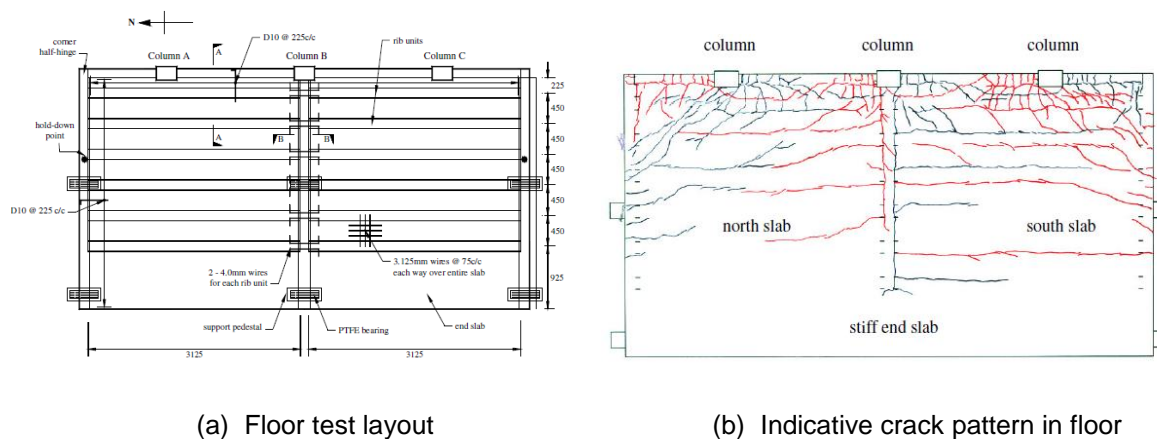 N
A
D10 @ 225c/c
rib units
corner
half-hinge
Column A
Column B
Column C
225
450
450
450
450
450
925
hold-down
point
A
B
B
D10 @ 225 c/c
2 - 4.0mm wires
for each rib unit
3.125mm wires @ 75c/c
each way over entire slab
support pedestal
PTFE bearing
end slab
3125
3125
(a) Floor test layout
column
column
column
north slab
south slab
stiff end slab
(b) Indicative crack pattern in floor